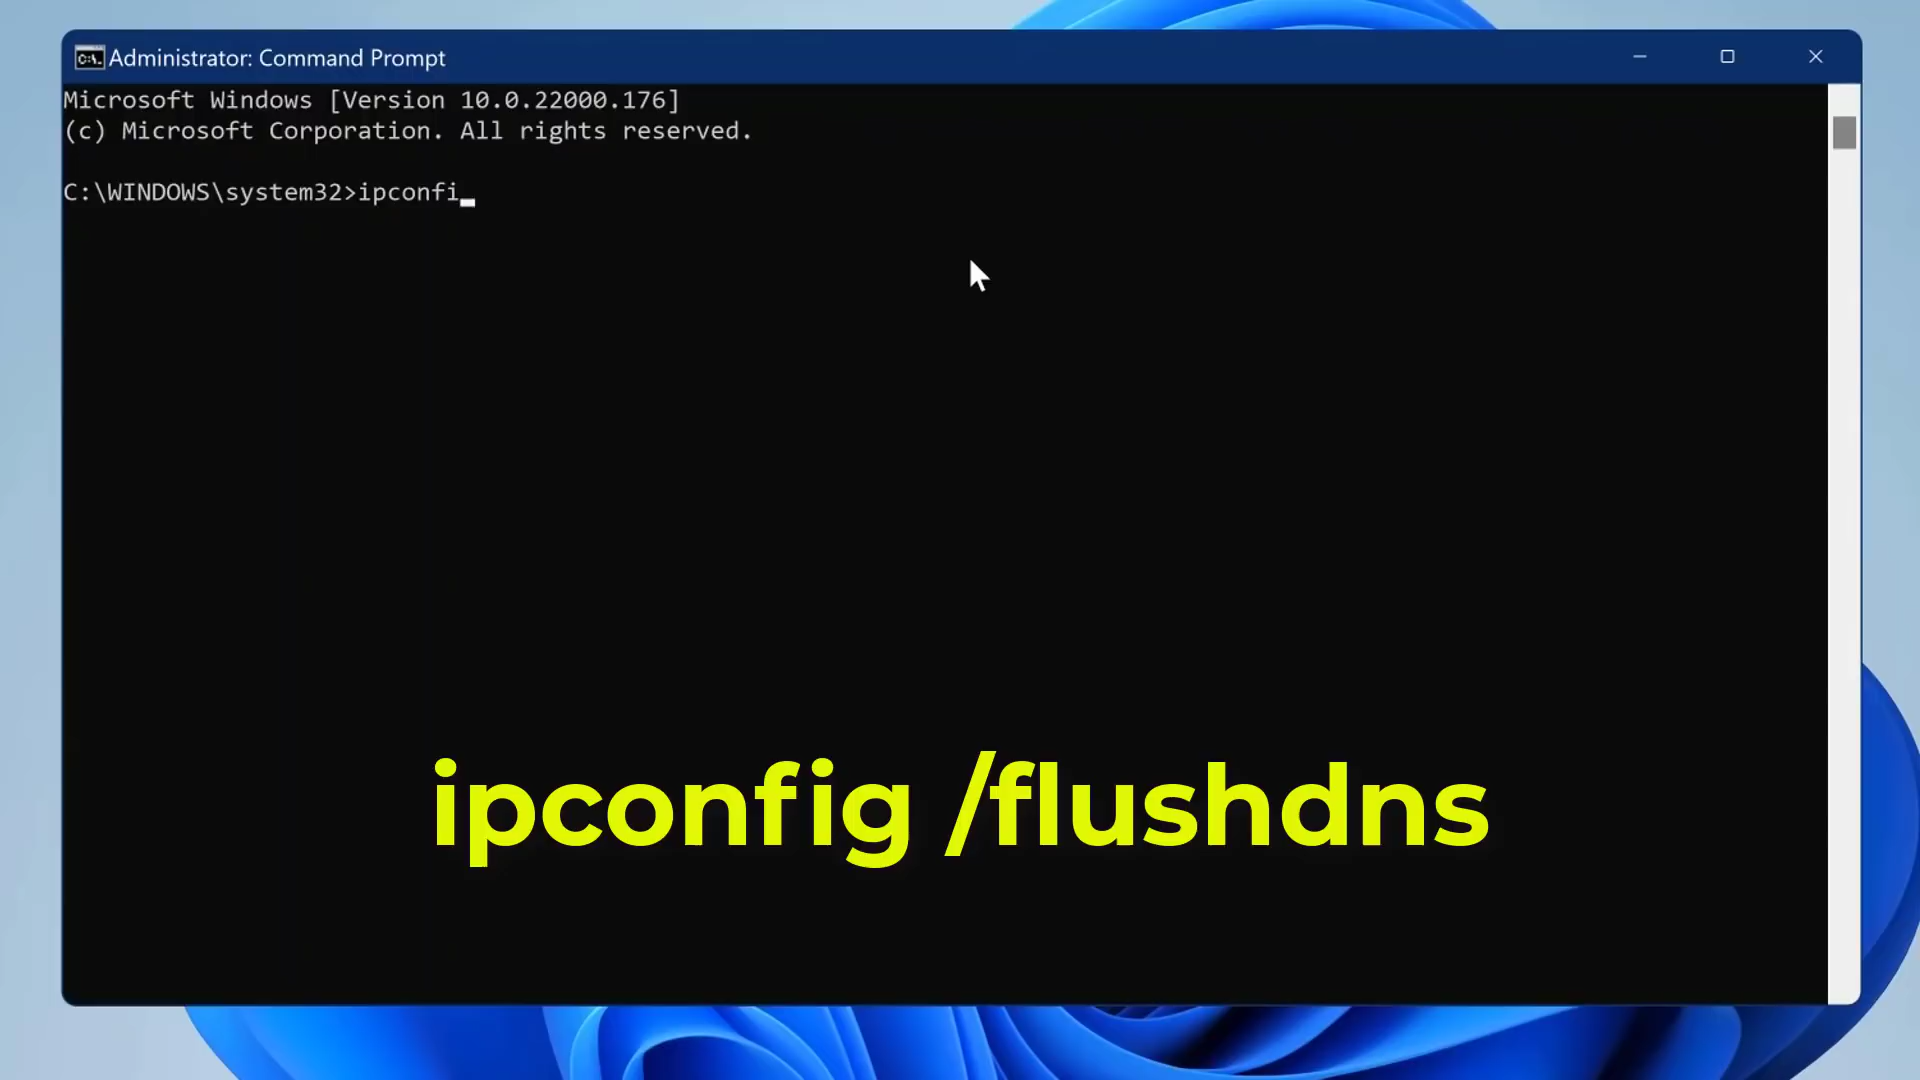 Administrator: Command Prompt
Microsoft Windows [Version 10.0.22000.176]
(c) Microsoft Corporation. All rights reserved.
C:\WINDOWS\system32>ipconfi
ipconfig /flushdns